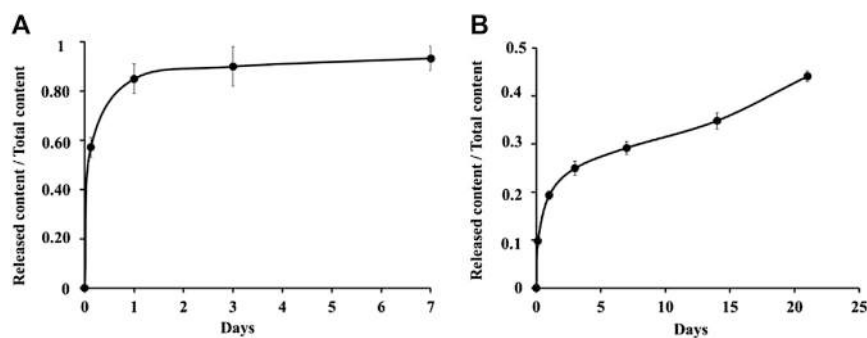 A
Released content / Total content
1
0.80
0.60
0.40
0.20
0
0 1 2 3 4 5 6 7
Days
B
Released content / Total content
0.5
0.4
0.3
0.2
0.1
0
0 5 10 15 20 25
Days